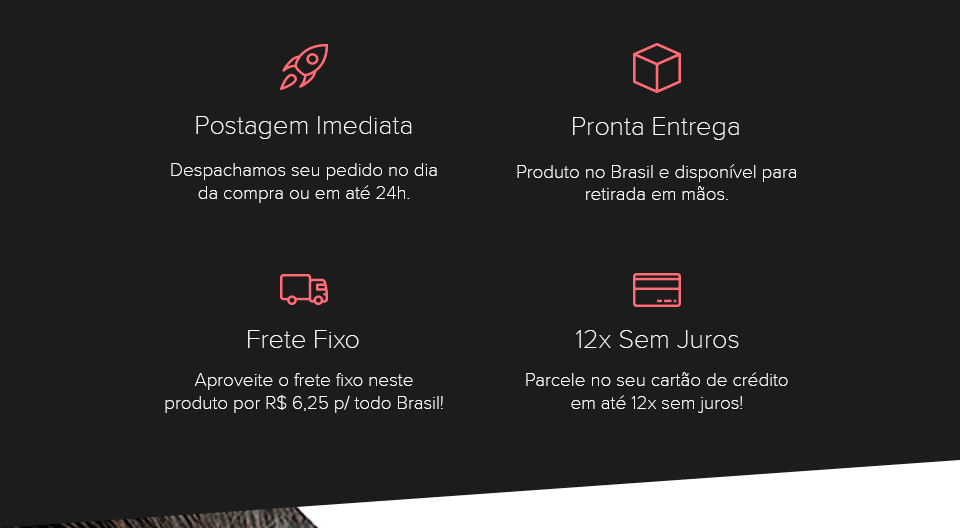 Postagem Imediata
Despachamos seu pedido no dia
da compra ou em até 24h.
Pronta Entrega
Produto no Brasil e disponível para
retirada em mãos.
Frete Fixo
Aproveite o frete fixo neste
produto por R$ 6,25 p/ todo Brasil!
12x Sem Juros
Parcele no seu cartão de crédito
em até 12x sem juros!